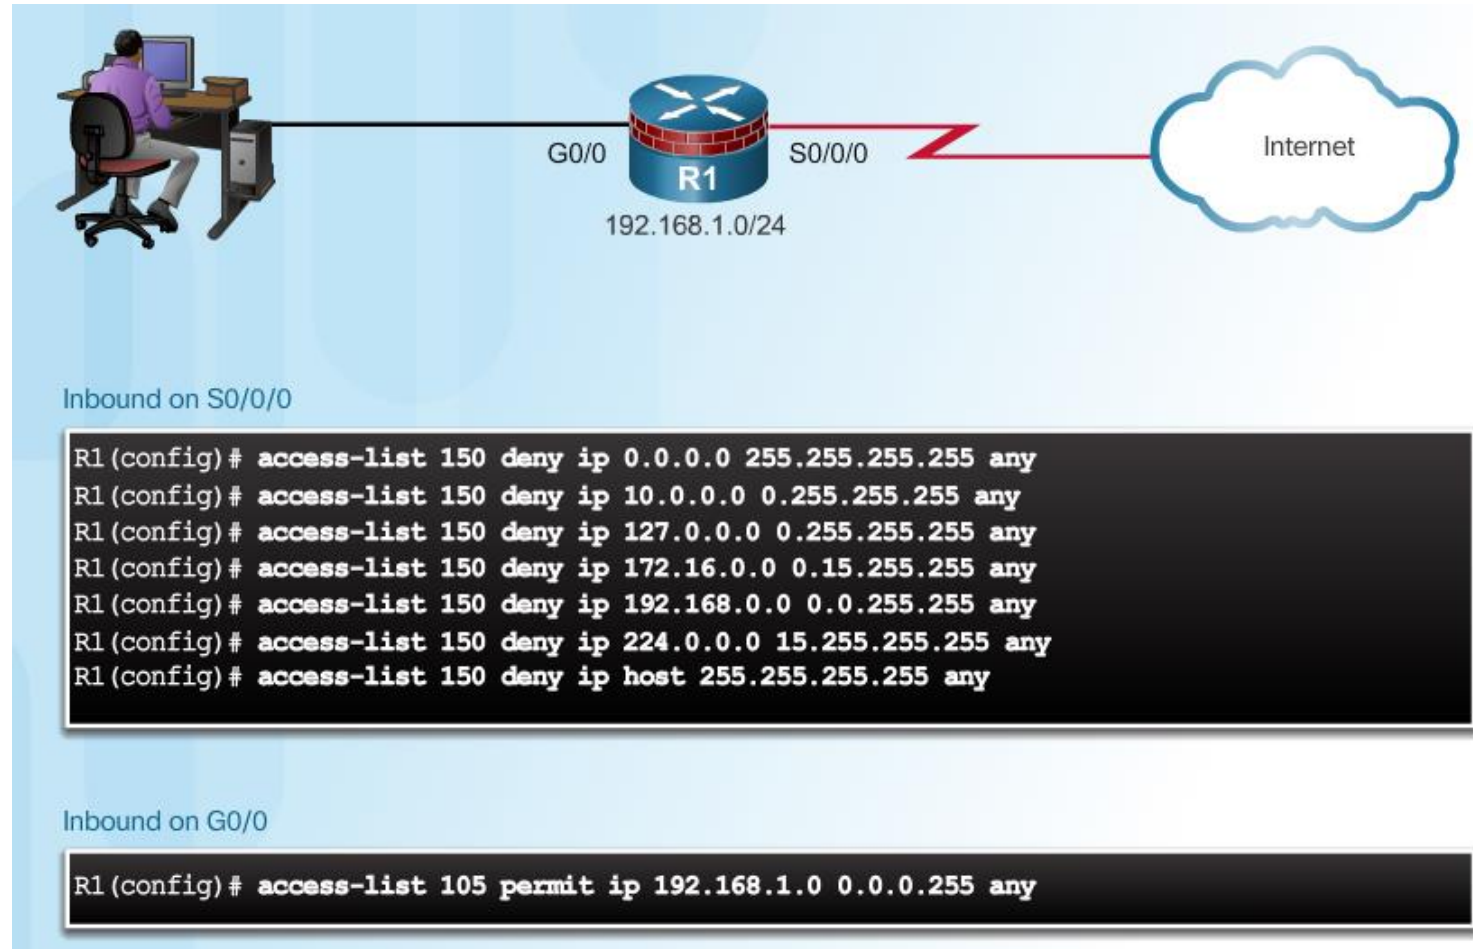 G0/0
S0/0/0
Internet
R1
192.168.1.0/24
Inbound on S0/0/0
R1(config)# access-list 150 deny ip 0.0.0.0 255.255.255.255 any
R1(config)# access-list 150 deny ip 10.0.0.0 0.255.255.255 any
R1(config)# access-list 150 deny ip 127.0.0.0 0.255.255.255 any
R1(config)# access-list 150 deny ip 172.16.0.0 0.15.255.255 any
R1(config)# access-list 150 deny ip 192.168.0.0 0.0.255.255 any
R1(config)# access-list 150 deny ip 224.0.0.0 15.255.255.255 any
R1(config)# access-list 150 deny ip host 255.255.255.255 any
Inbound on G0/0
R1(config)# access-list 105 permit ip 192.168.1.0 0.0.0.255 any